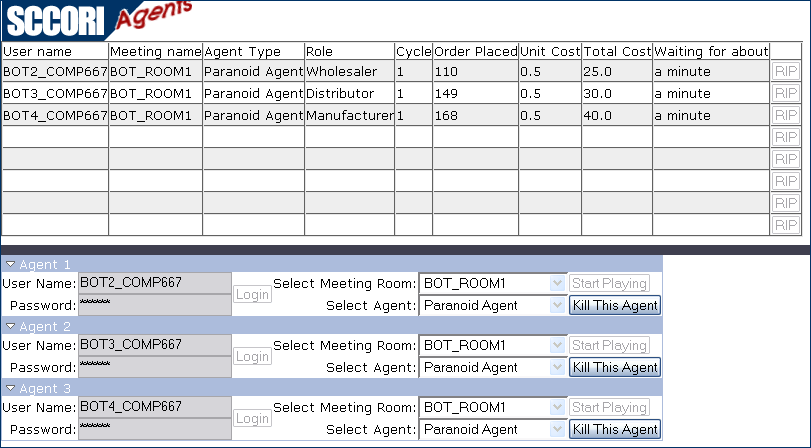 SCCORI Agents
User name Meeting name Agent Type Role Cycle Order Placed Unit Cost Total Cost Waiting for about
BOT2_COMP667 BOT_ROOM1 Paranoid Agent Wholesaler 1 110 0.5 25.0 a minute RIP
BOT3_COMP667 BOT_ROOM1 Paranoid Agent Distributor 1 149 0.5 30.0 a minute RIP
BOT4_COMP667 BOT_ROOM1 Paranoid Agent Manufacturer 1 168 0.5 40.0 a minute RIP
RIP
RIP
RIP
RIP
RIP
Agent 1
User Name: BOT2_COMP667 Login Select Meeting Room: BOT_ROOM1 Start Playing
Password: ******* Select Agent: Paranoid Agent Kill This Agent
Agent 2
User Name: BOT3_COMP667 Login Select Meeting Room: BOT_ROOM1 Start Playing
Password: ******* Select Agent: Paranoid Agent Kill This Agent
Agent 3
User Name: BOT4_COMP667 Login Select Meeting Room: BOT_ROOM1 Start Playing
Password: ******* Select Agent: Paranoid Agent Kill This Agent